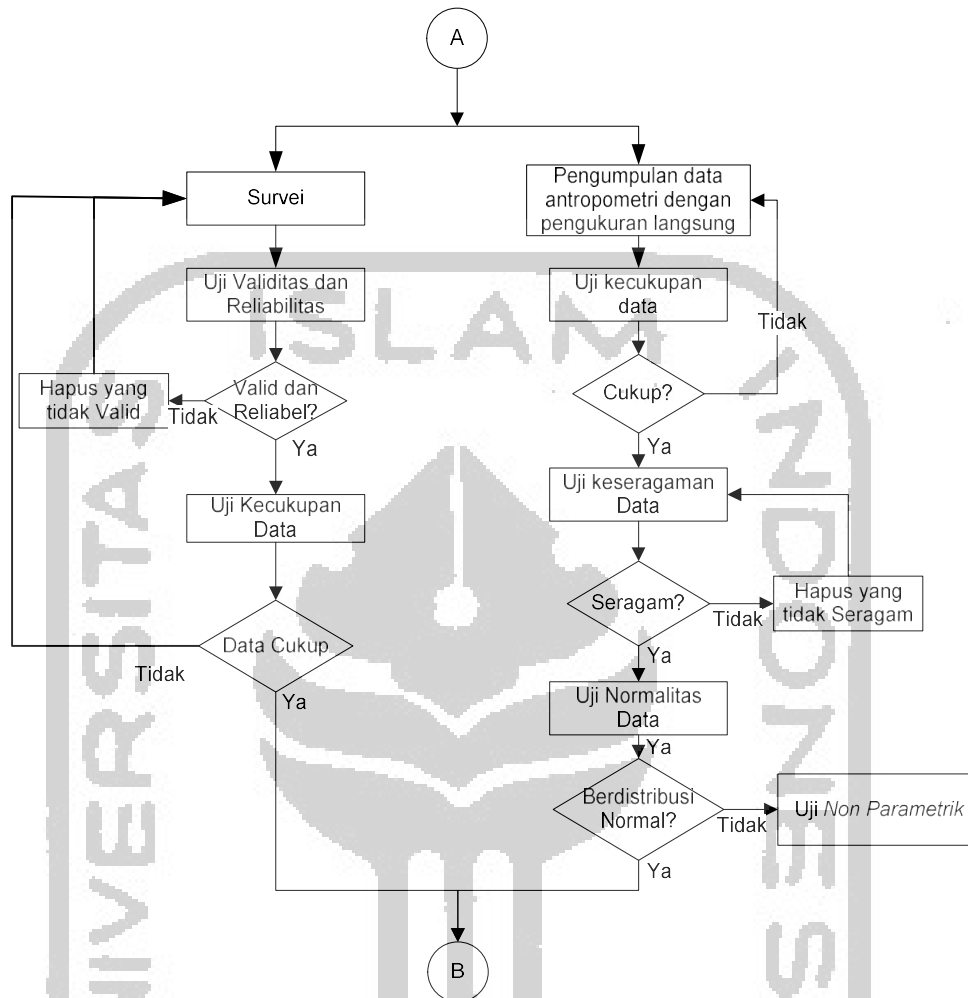 A
Survei
Pengumpulan data
antropometri dengan
pengukuran langsung
Uji Validitas dan
Reliabilitas
Uji kecukupan
data
Tidak
Hapus yang
tidak Valid
Tidak
Valid dan
Reliabel?
Cukup?
Ya
Ya
Uji Kecukupan
Data
Uji keseragaman
Data
Seragam?
Tidak
Hapus yang
tidak Seragam
Data Cukup
Tidak
Ya
Ya
Uji Normalitas
Data
Ya
Berdistribusi
Normal?
Tidak
Uji Non Parametrik
Ya
B
ISLAM
UNIVERSITAS